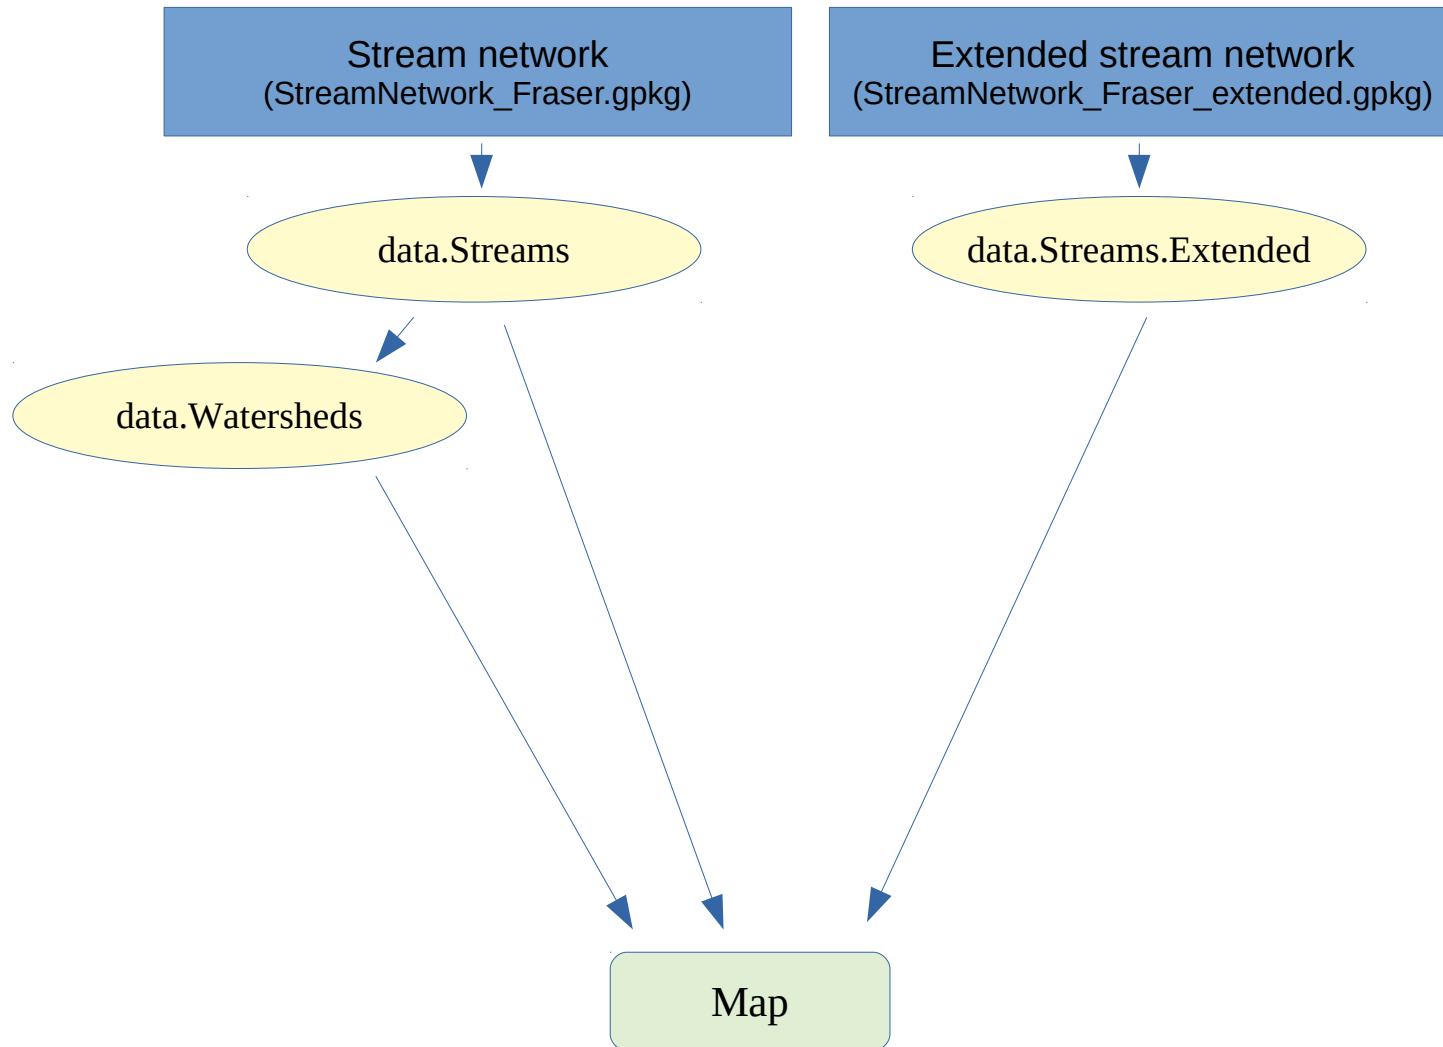 Stream network
(StreamNetwork_Fraser.gpkg)
Extended stream network
(StreamNetwork_Fraser_extended.gpkg)
data.Streams
data.Streams.Extended
data.Watersheds
Map